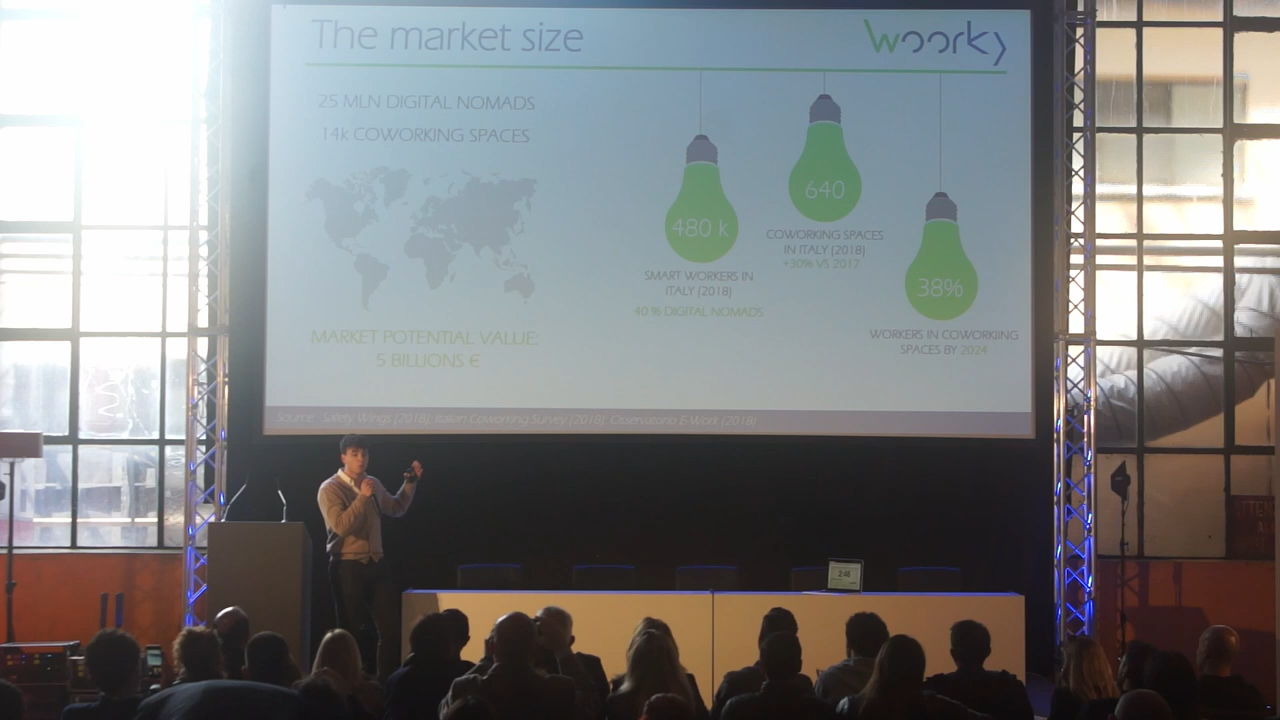 The market size
woorky
25 MLN DIGITAL NOMADS
14k COWORKING SPACES
MARKET POTENTIAL VALUE:
5 BILLIONS €
480 k
SMART WORKERS IN
ITALY (2018)
40 % DIGITAL NOMADS
640
COWORKING SPACES
IN ITALY (2018)
+30% VS 2017
38%
WORKERS IN COWORKIING
SPACES BY 2024
Source : Safety Wings (2018), Italian Coworking Survey (2018), Osservatorio E-Work (2018)
2:48